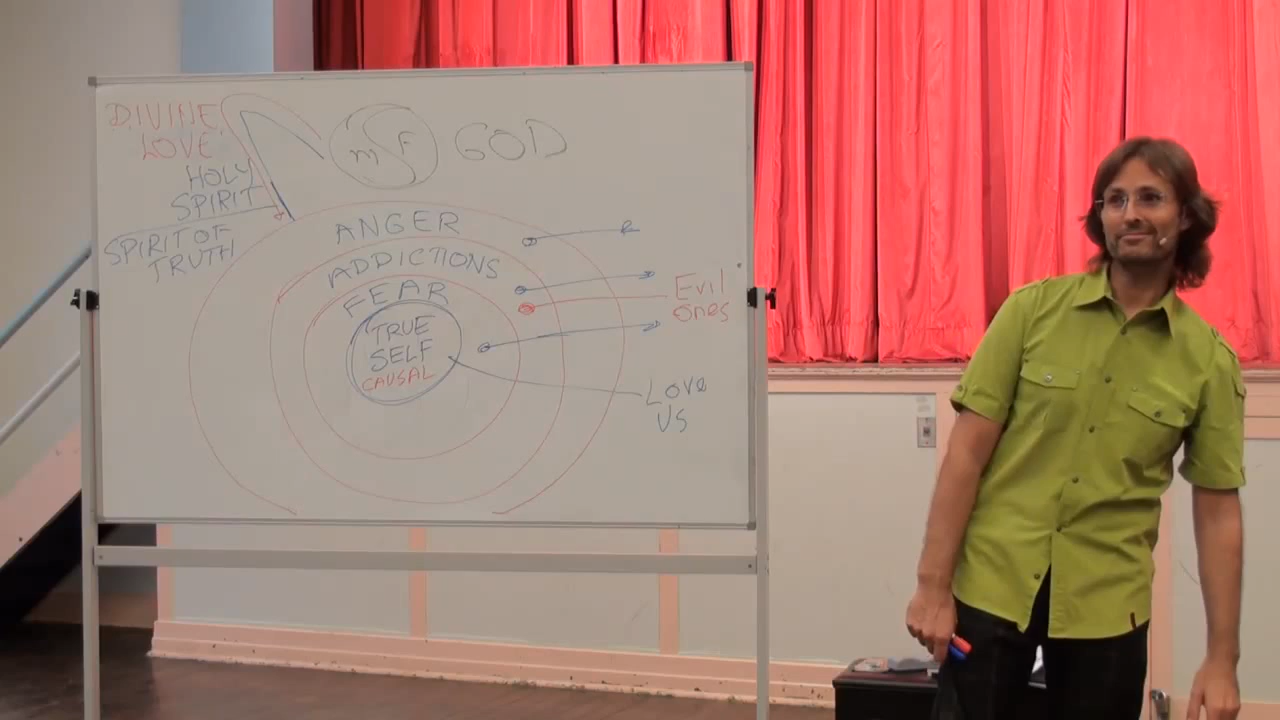 DIVINE
LOVE
HOLY
SPIRIT
SPIRIT OF
TRUTH
m F
GOD
ANGER
ADDICTIONS
FEAR
TRUE
SELF
CAUSAL
Evil
ones
Love
US